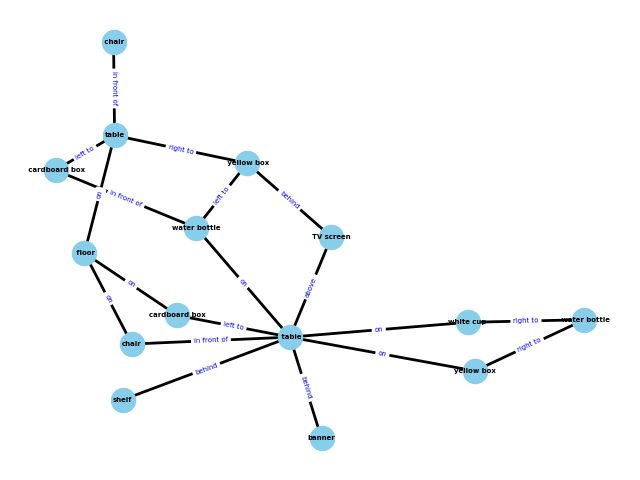 chair
in front of
table
left to
right to
cardboard box
yellow box
on
in front of
left to
behind
water bottle
TV screen
floor
on
on
on
above
cardboard box
left to
chair
in front of
table
on
white cup
right to
water bottle
on
right to
yellow box
behind
behind
shelf
banner